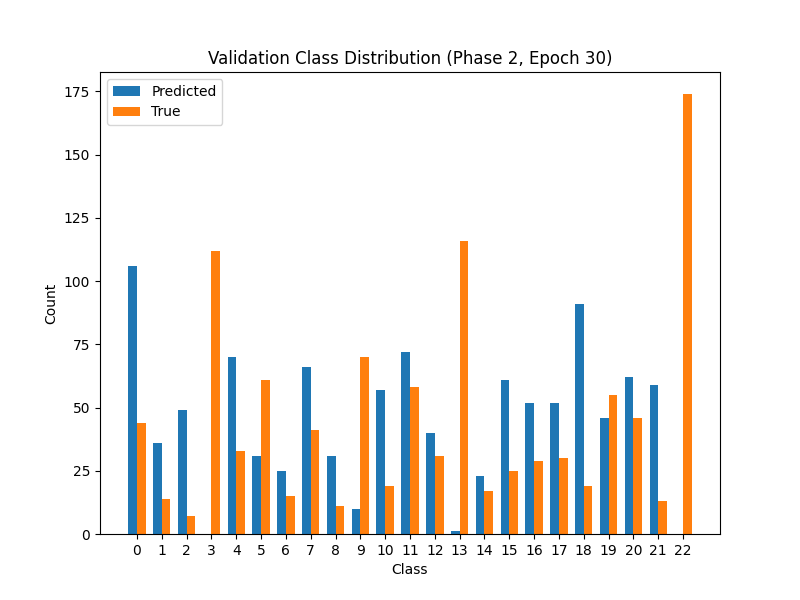 Validation Class Distribution (Phase 2, Epoch 30)
Predicted
True
175
150
125
100
75
50
25
0
Count
0 1 2 3 4 5 6 7 8 9 10 11 12 13 14 15 16 17 18 19 20 21 22
Class